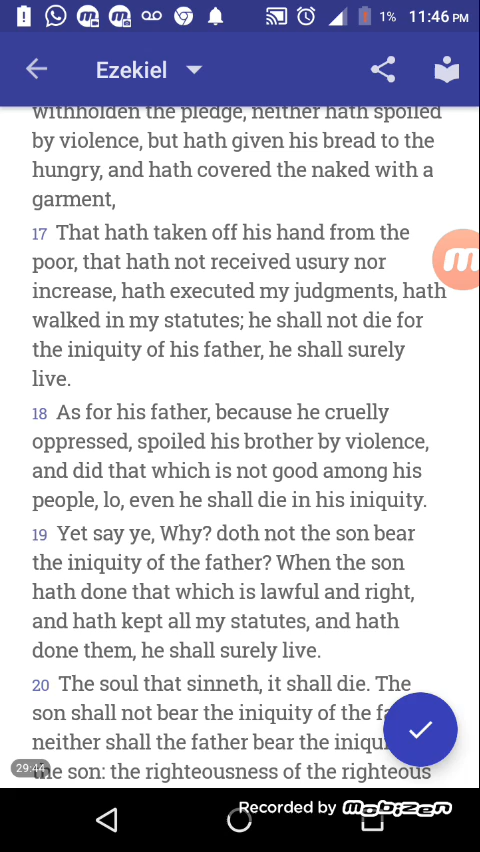 1% 11:46 PM
Ezekiel
withholden the pledge, neither hath spoiled
by violence, but hath given his bread to the
hungry, and hath covered the naked with a
garment,
17 That hath taken off his hand from the
poor, that hath not received usury nor
increase, hath executed my judgments, hath
walked in my statutes; he shall not die for
the iniquity of his father, he shall surely
live.
18 As for his father, because he cruelly
oppressed, spoiled his brother by violence,
and did that which is not good among his
people, lo, even he shall die in his iniquity.
19 Yet say ye, Why? doth not the son bear
the iniquity of the father? When the son
hath done that which is lawful and right,
and hath kept all my statutes, and hath
done them, he shall surely live.
20 The soul that sinneth, it shall die. The
son shall not bear the iniquity of the
neither shall the father bear the
29:44
the son: the righteousness of the righteous
Recorded by mobizen